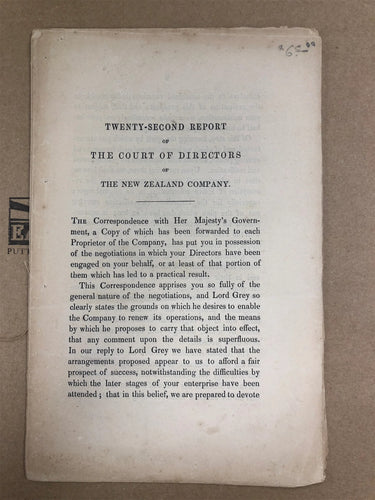 TWENTY-SECOND REPORT
OF
THE COURT OF DIRECTORS
OF
THE NEW ZEALAND COMPANY.
THE Correspondence with Her Majesty's Govern-
ment, a Copy of which has been forwarded to each
Proprietor of the Company, has put you in possession
of the negotiations in which your Directors have been
engaged on your behalf, or at least of that portion of
them which has led to a practical result.
This Correspondence apprises you so fully of the
general nature of the negotiations, and Lord Grey so
clearly states the grounds on which he desires to enable
the Company to renew its operations, and the means
by which he proposes to carry that object into effect,
that any comment upon the details is superfluous.
In our reply to Lord Grey we have stated that the
arrangements proposed appear to us to afford a fair
prospect of success, notwithstanding the difficulties by
which the later stages of your enterprise have been
attended; that in this belief, we are prepared to devote